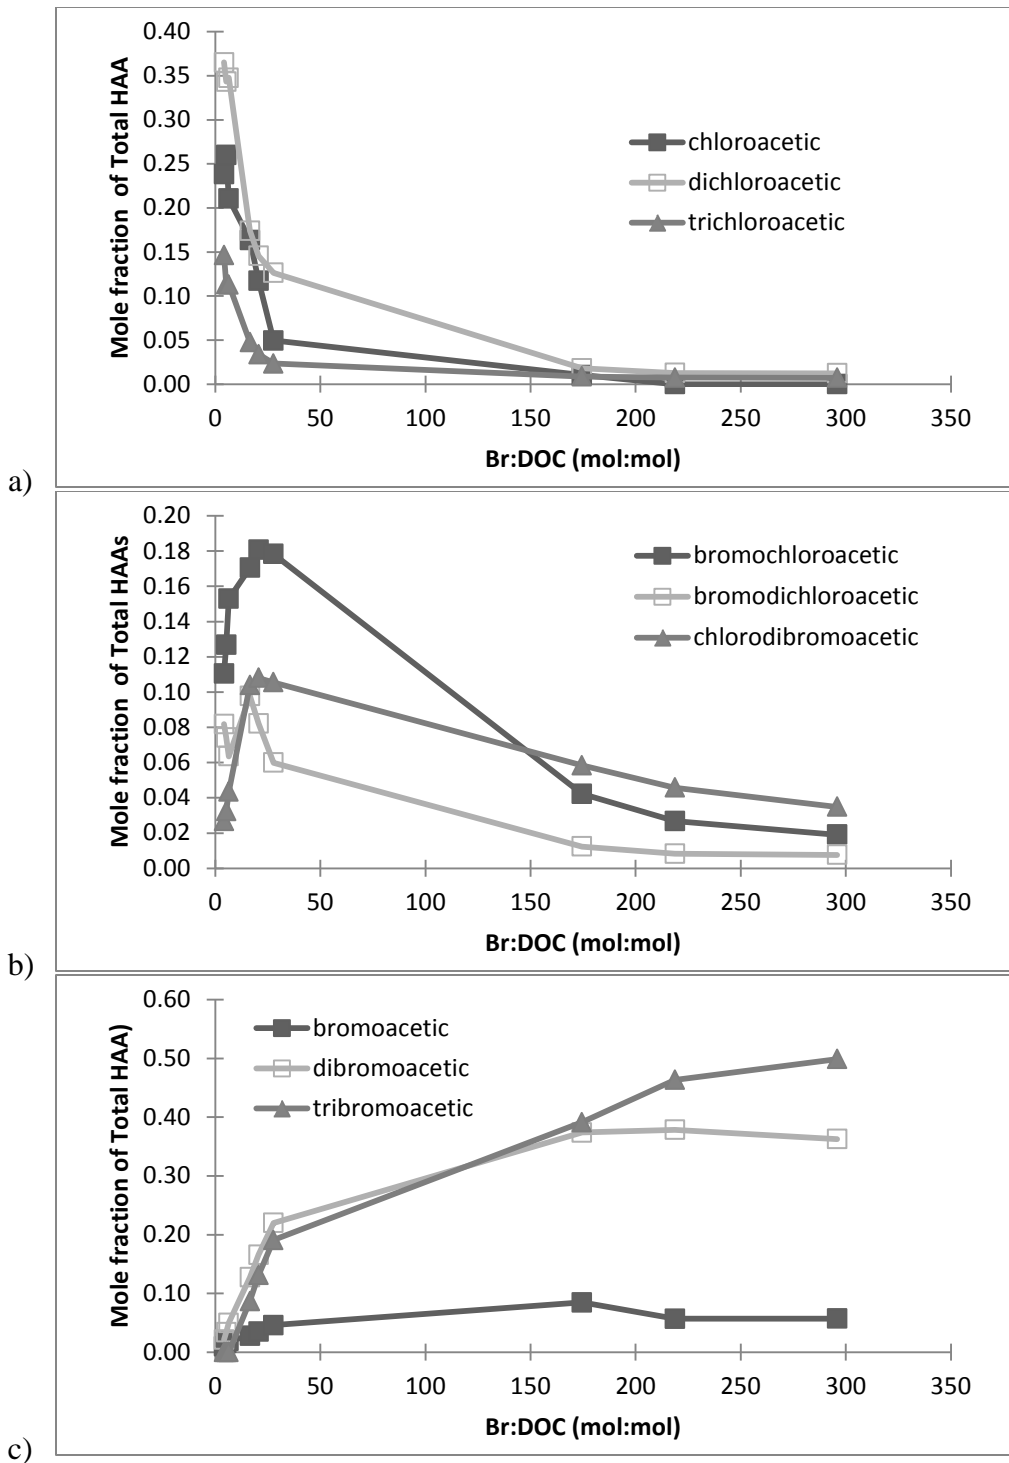 0.40
0.35
0.30
0.25
0.20
0.15
0.10
0.05
0.00
Mole fraction of Total HAA
chloroacetic
dichloroacetic
trichloroacetic
0 50 100 150 200 250 300 350
Br:DOC (mol:mol)
a)
0.20
0.18
0.16
0.14
0.12
0.10
0.08
0.06
0.04
0.02
0.00
Mole fraction of Total HAAs
bromochloroacetic
bromodichloroacetic
chlorodibromoacetic
0 50 100 150 200 250 300 350
Br:DOC (mol:mol)
b)
0.60
0.50
0.40
0.30
0.20
0.10
0.00
Mole fraction of Total HAA)
bromoacetic
dibromoacetic
tribromoacetic
0 50 100 150 200 250 300 350
Br:DOC (mol:mol)
c)